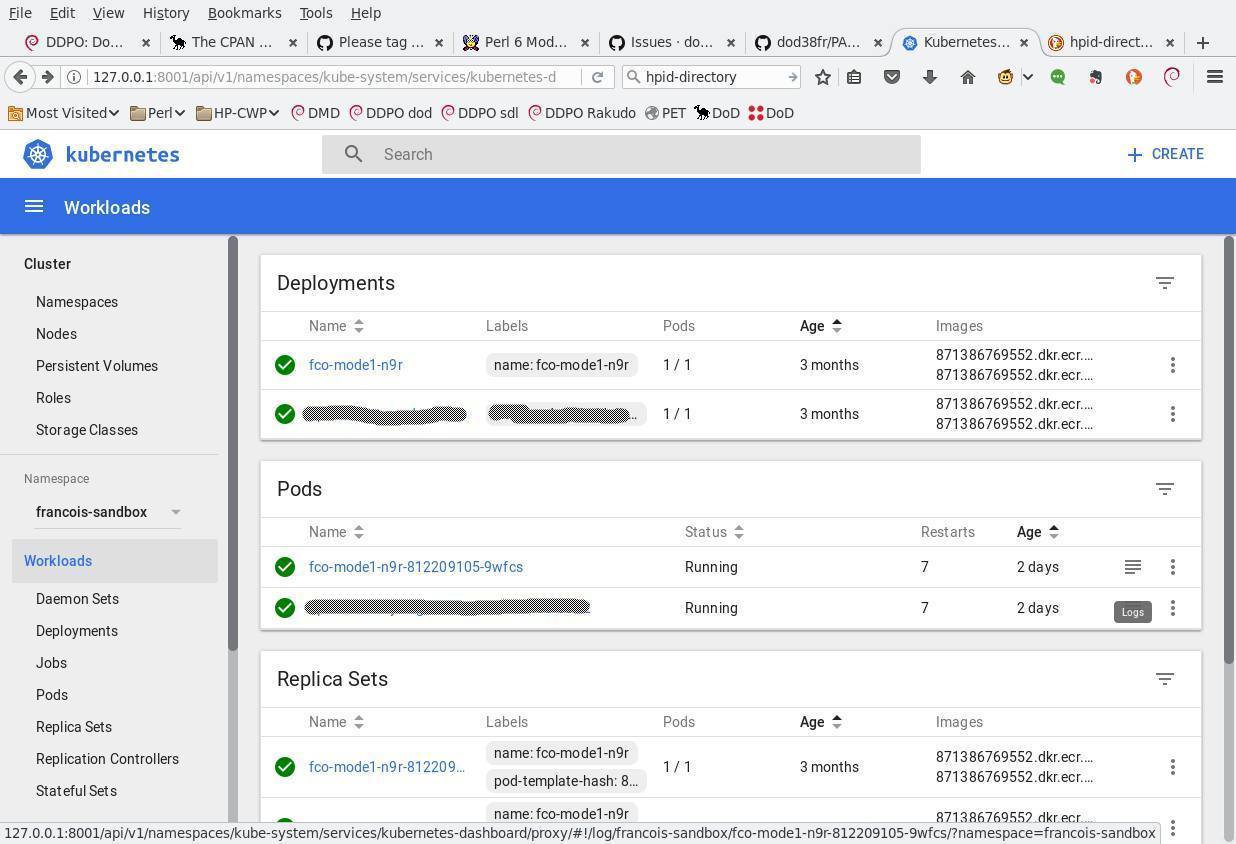 File Edit View History Bookmarks Tools Help
DDPO: Do... × The CPAN ... × Please tag ... × Perl 6 Mod... × Issues · do... × dod38fr/PA... × Kubernetes... × hpid-direct... × +
127.0.0.1:8001/api/v1/namespaces/kube-system/services/kubernetes-d hpid-directory
Most Visited Perl HP-CWP DMD DDPO dod DDPO sdl DDPO Rakudo PET DoD DoD
kubernetes Search + CREATE
Workloads
Cluster
Namespaces
Nodes
Persistent Volumes
Roles
Storage Classes
Namespace
francois-sandbox
Workloads
Daemon Sets
Deployments
Jobs
Pods
Replica Sets
Replication Controllers
Stateful Sets
Deployments
Name Labels Pods Age Images
fco-mode1-n9r name: fco-mode1-n9r 1 / 1 3 months 871386769552.dkr.ecr....
871386769552.dkr.ecr....
... 1 / 1 3 months 871386769552.dkr.ecr....
871386769552.dkr.ecr....
Pods
Name Status Restarts Age
fco-mode1-n9r-812209105-9wfcs Running 7 2 days
Running 7 2 days
Logs
Replica Sets
Name Labels Pods Age Images
name: fco-mode1-n9r 871386769552.dkr.ecr....
fco-mode1-n9r-812209... 1 / 1 3 months
pod-template-hash: 8... 871386769552.dkr.ecr....
name: fco-mode1-n9r
871386769552.dkr.ecr....
127.0.0.1:8001/api/v1/namespaces/kube-system/services/kubernetes-dashboard/proxy/#!/log/francois-sandbox/fco-mode1-n9r-812209105-9wfcs/?namespace=francois-sandbox